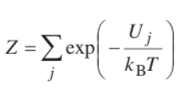 Z = ∑_j exp(−U_j / k_B T)